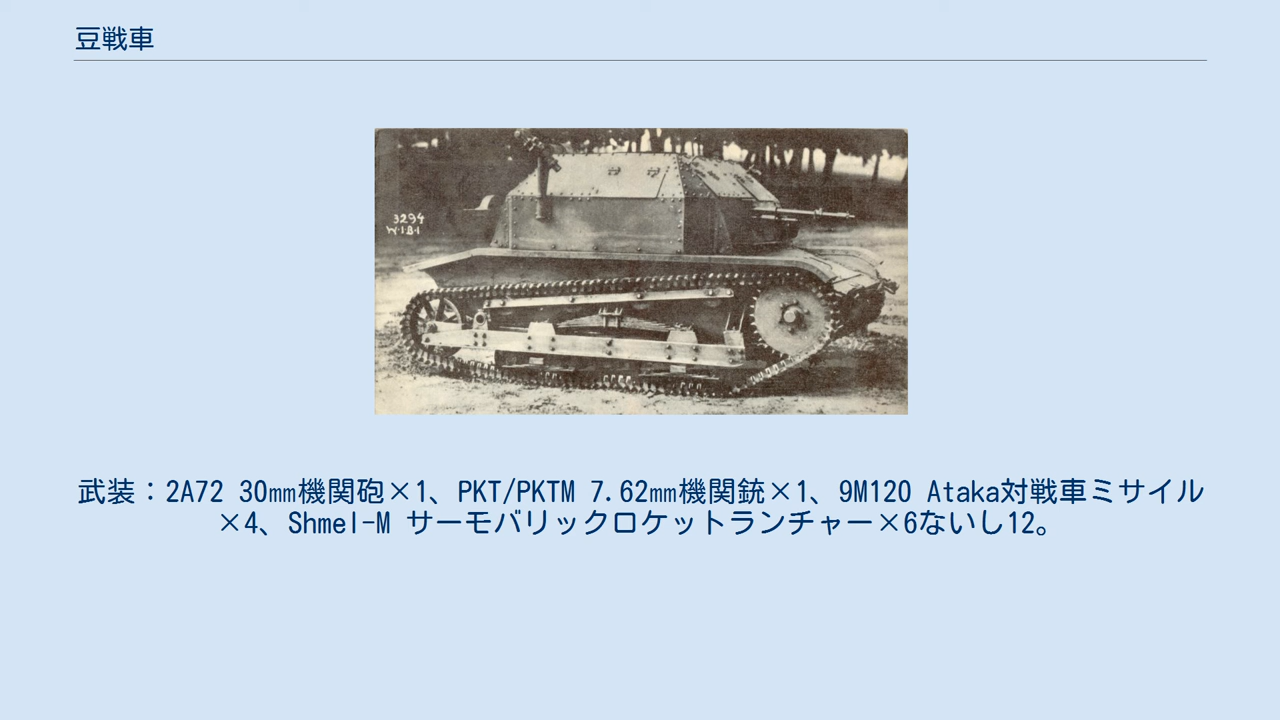 豆戦車
3294
W.I.B.I
武装：2A72 30㎜機関砲×1、PKT/PKTM 7.62㎜機関銃×1、9M120 Ataka対戦車ミサイル
×4、Shmel-M サーモバリックロケットランチャー×6ないし12。